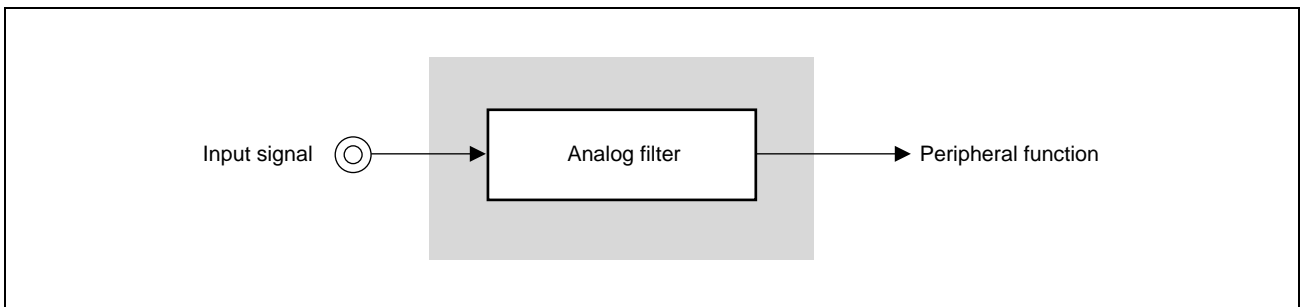 Input signal
Analog filter
Peripheral function